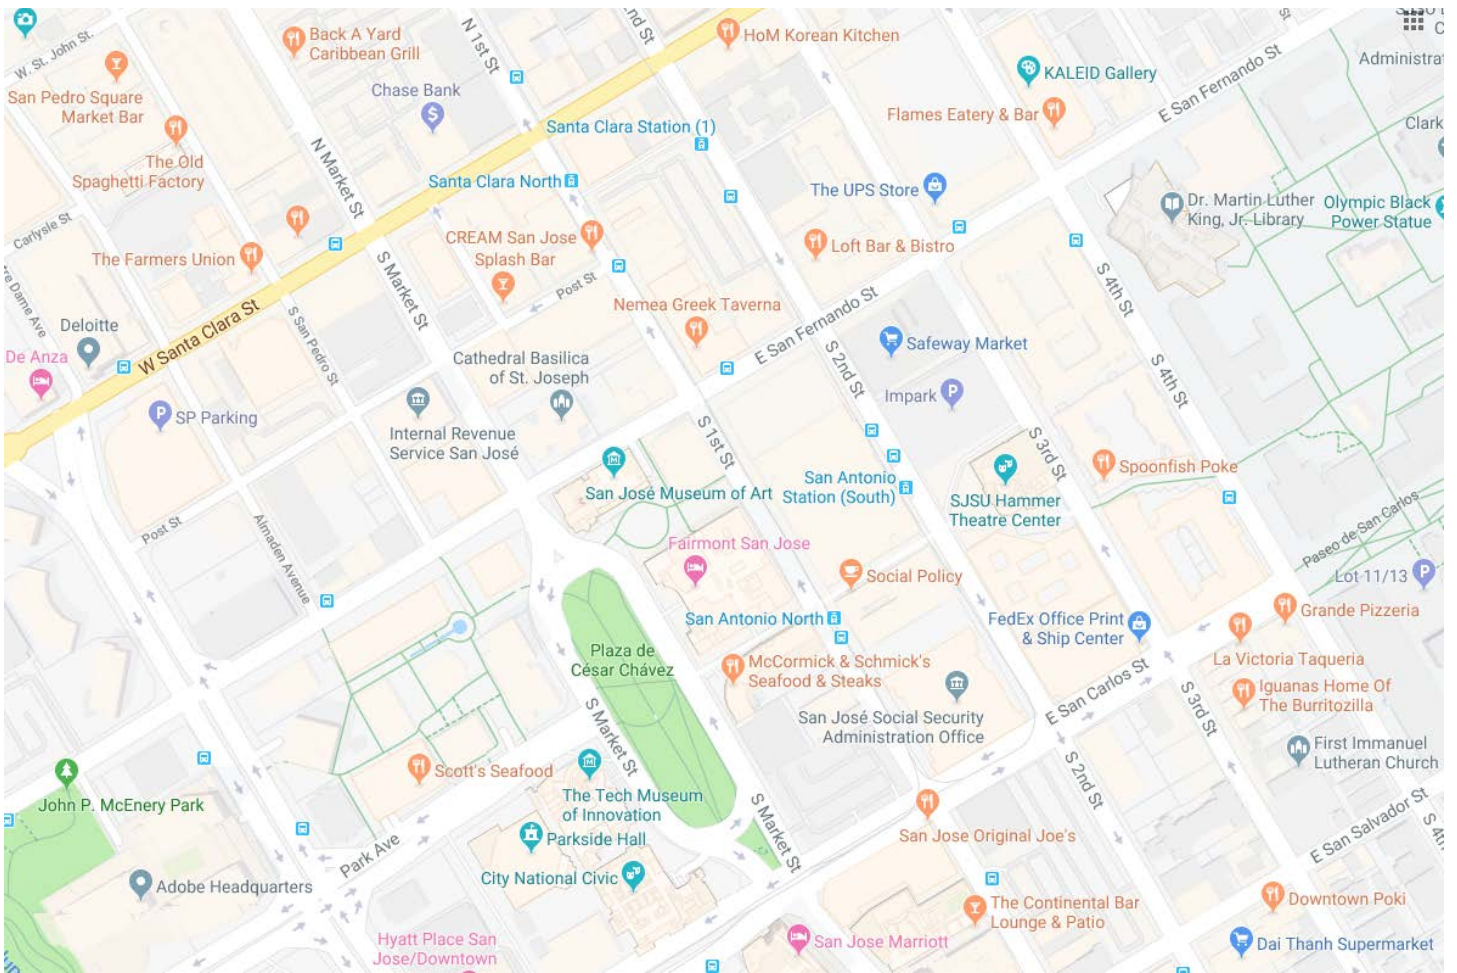 Back A Yard
Caribbean Grill
N 1st St
2nd St
HoM Korean Kitchen
W. St. John St.
San Pedro Square
Market Bar
Chase Bank
KALEID Gallery
E San Fernando St
Administrat
Flames Eatery & Bar
Clark
Santa Clara Station (1)
The Old
Spaghetti Factory
N Market St
Santa Clara North
The UPS Store
Dr. Martin Luther
King, Jr. Library
Olympic Black
Power Statue
Carlysle St
CREAM San Jose
Splash Bar
Loft Bar & Bistro
The Farmers Union
S Market St
Post St
S 4th St
tre Dame Ave
Nemea Greek Taverna
E San Fernando St
Deloitte
W Santa Clara St
S San Pedro St
De Anza
Cathedral Basilica
of St. Joseph
S 2nd St
Safeway Market
S 4th St
SP Parking
Internal Revenue
Service San José
Impark
S 1st St
S 3rd St
Spoonfish Poke
San José Museum of Art
San Antonio
Station (South)
SJSU Hammer
Theatre Center
Post St
Almaden Avenue
Fairmont San Jose
Social Policy
Paseo de San Carlos
Lot 11/13
San Antonio North
FedEx Office Print
& Ship Center
Grande Pizzeria
Plaza de
César Chávez
McCormick & Schmick's
Seafood & Steaks
La Victoria Taqueria
Iguanas Home Of
The Burritozilla
S Market St
San José Social Security
Administration Office
E San Carlos St
S 3rd St
First Immanuel
Lutheran Church
Scott's Seafood
John P. McEnery Park
The Tech Museum
of Innovation
S 2nd St
Parkside Hall
S Market St
San Jose Original Joe's
E San Salvador St
S 4th
Park Ave
Adobe Headquarters
City National Civic
The Continental Bar
Lounge & Patio
Downtown Poki
Hyatt Place San
Jose/Downtown
San Jose Marriott
Dai Thanh Supermarket